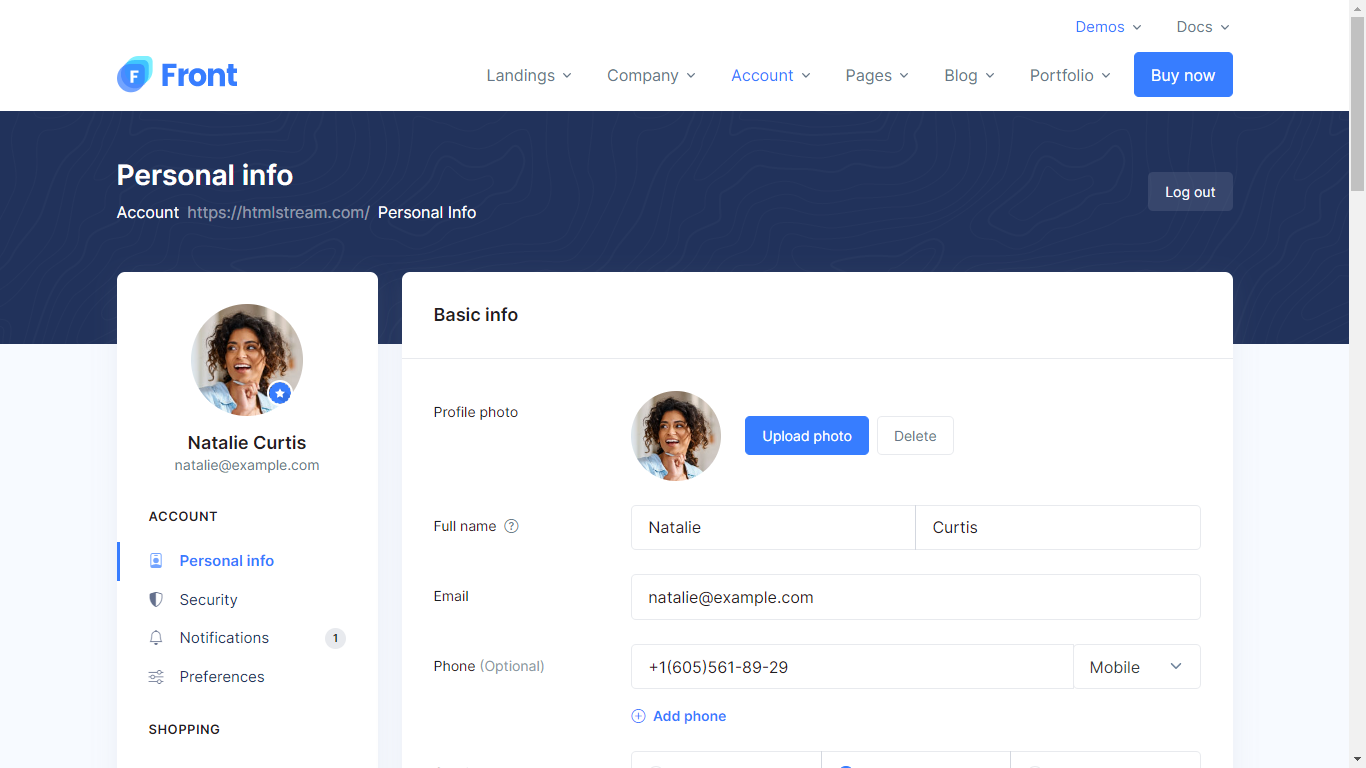 Demos Docs
Front Landings Company Account Pages Blog Portfolio Buy now
Personal info
Account https://htmlstream.com/ Personal Info
Log out
Natalie Curtis
natalie@example.com
ACCOUNT
Personal info
Security
Notifications 1
Preferences
SHOPPING
Basic info
Profile photo Upload photo Delete
Full name ? Natalie Curtis
Email natalie@example.com
Phone (Optional) +1(605)561-89-29 Mobile
Add phone